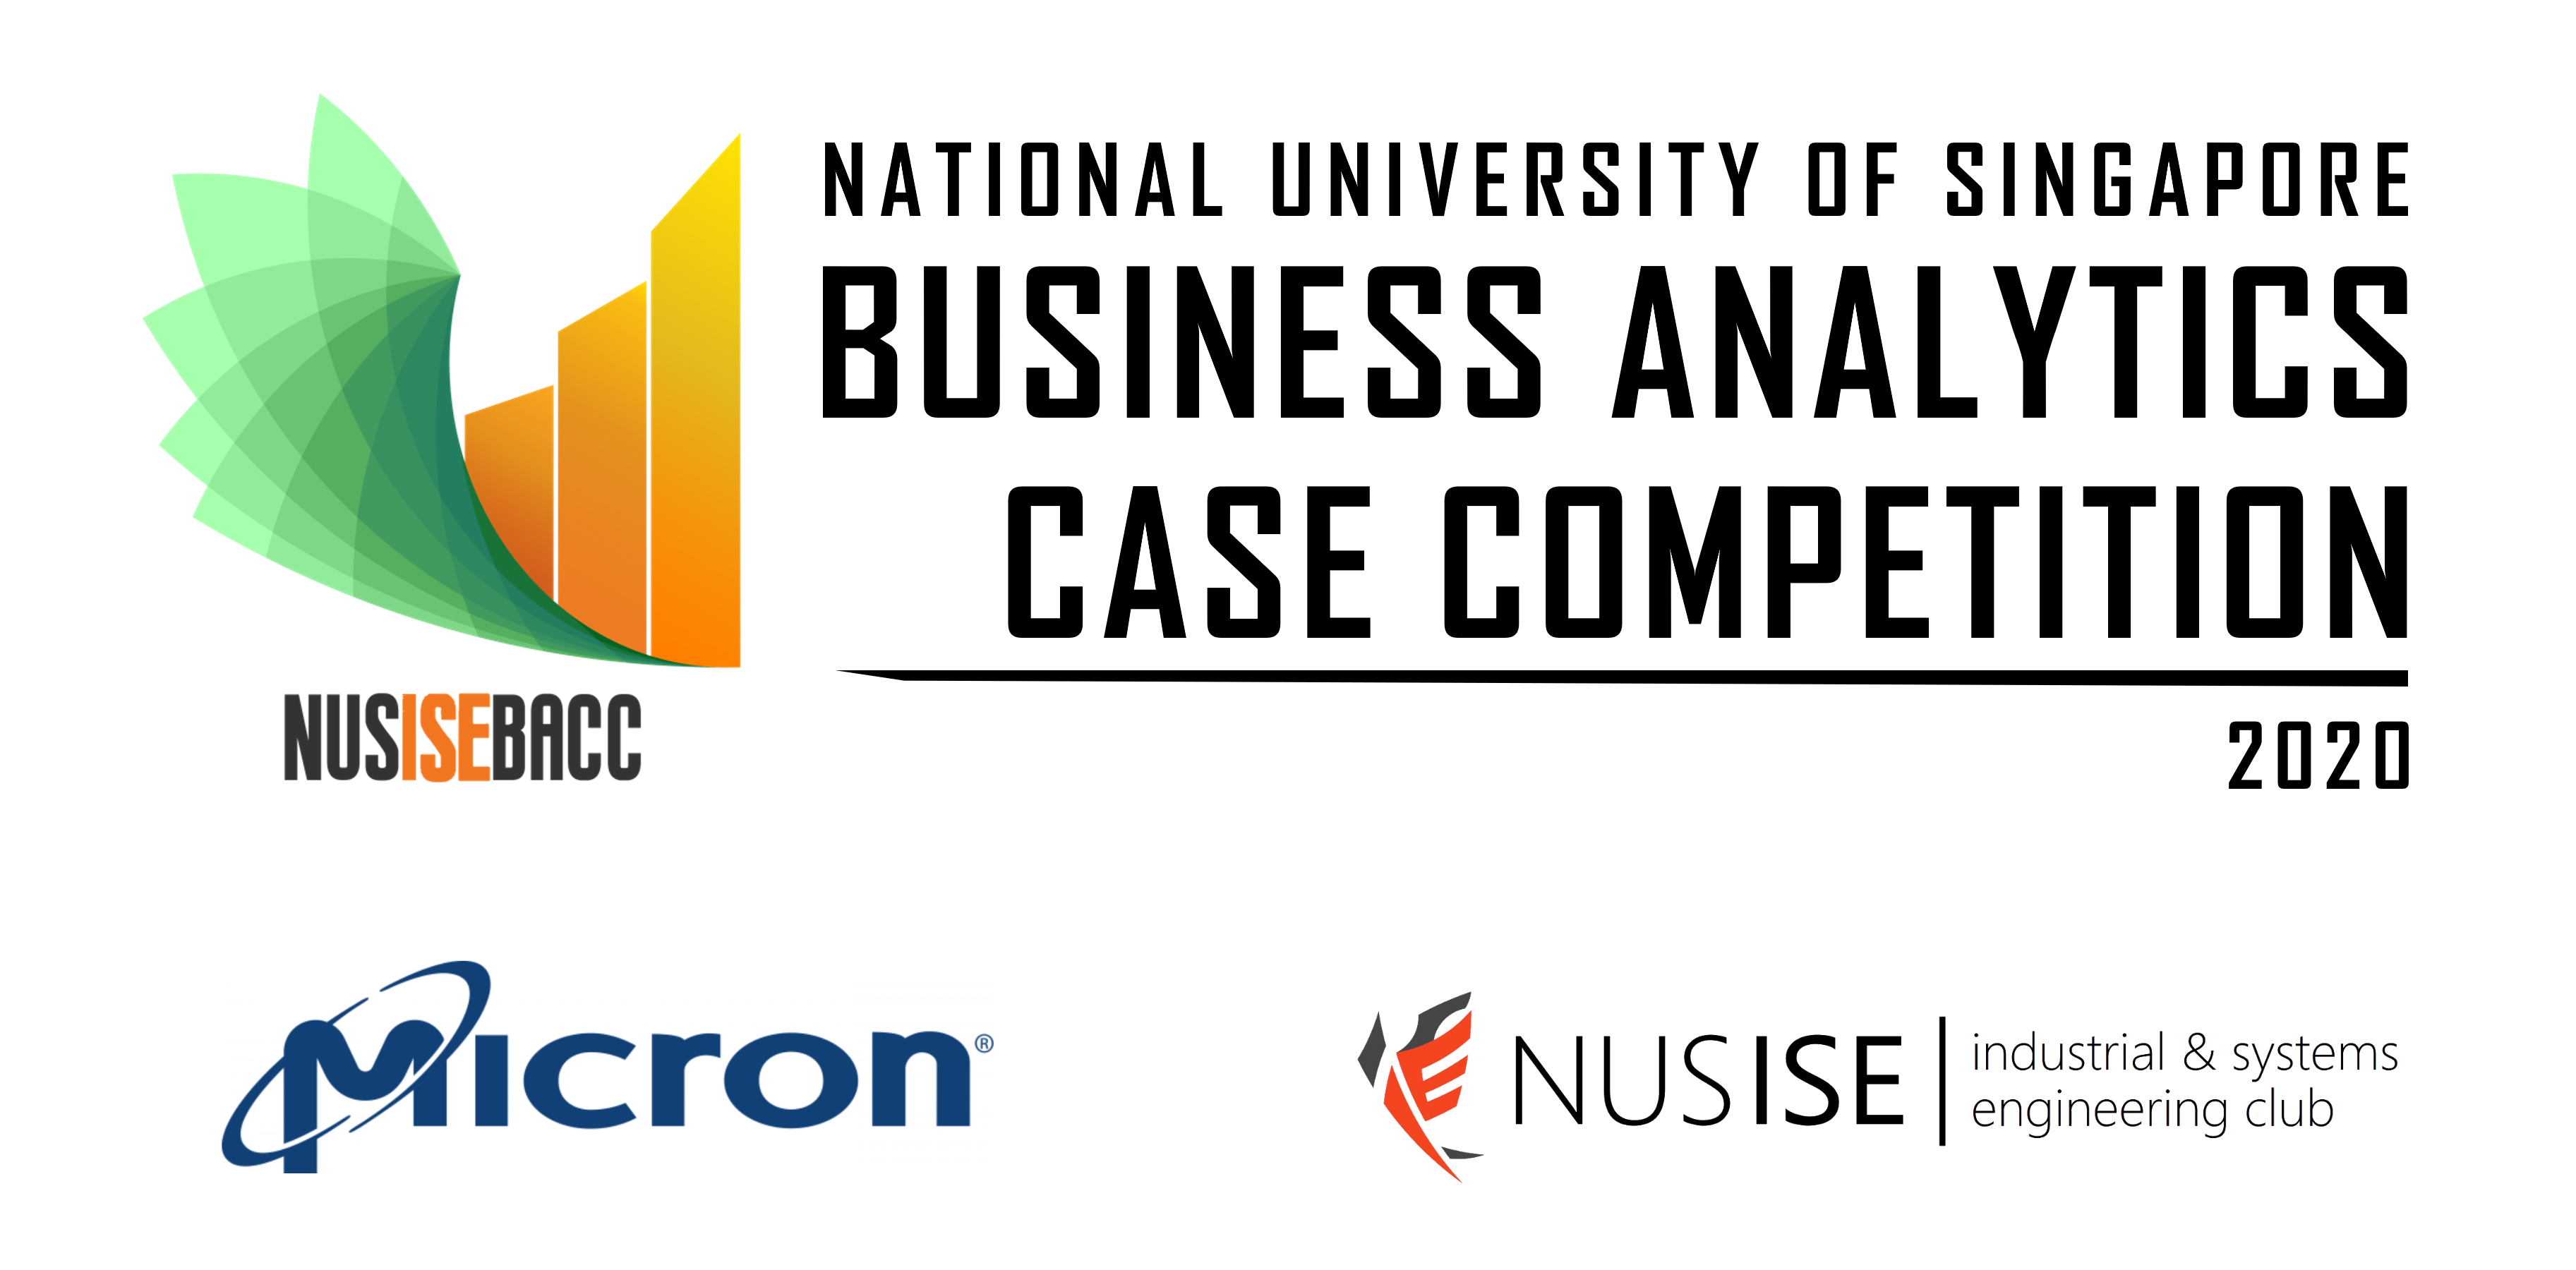 NATIONAL UNIVERSITY OF SINGAPORE
BUSINESS ANALYTICS
CASE COMPETITION
2020
NUSISEBACC
Micron®
NUSISE
industrial & systems
engineering club